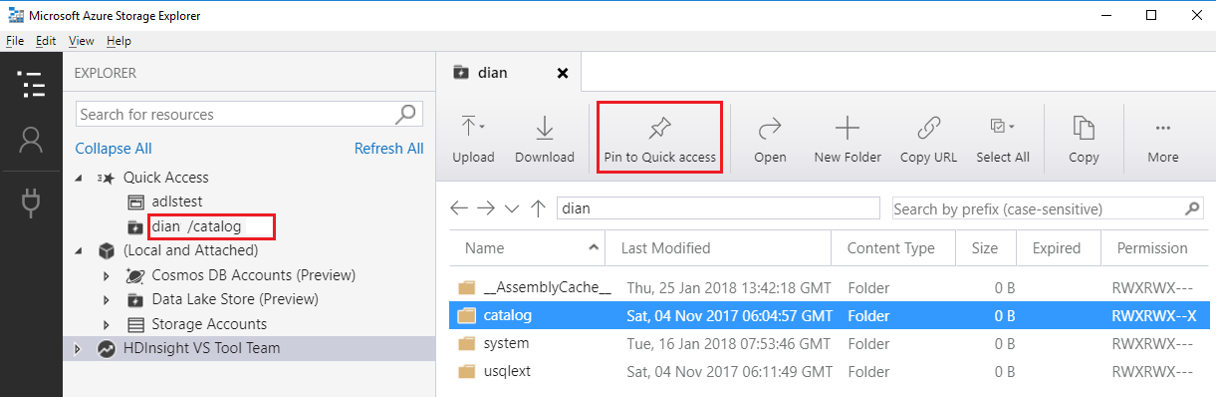 Microsoft Azure Storage Explorer
File Edit View Help
EXPLORER
Search for resources
Collapse All Refresh All
Quick Access
adlstest
dian /catalog
(Local and Attached)
Cosmos DB Accounts (Preview)
Data Lake Store (Preview)
Storage Accounts
HDInsight VS Tool Team
dian
Upload Download Pin to Quick access Open New Folder Copy URL Select All Copy More
dian Search by prefix (case-sensitive)
Name Last Modified Content Type Size Expired Permission
__AssemblyCache__ Thu, 25 Jan 2018 13:42:18 GMT Folder 0 B RWXRWX---
catalog Sat, 04 Nov 2017 06:04:57 GMT Folder 0 B RWXRWX--X
system Tue, 16 Jan 2018 07:53:46 GMT Folder 0 B RWXRWX---
usqlext Sat, 04 Nov 2017 06:11:49 GMT Folder 0 B RWXRWX---